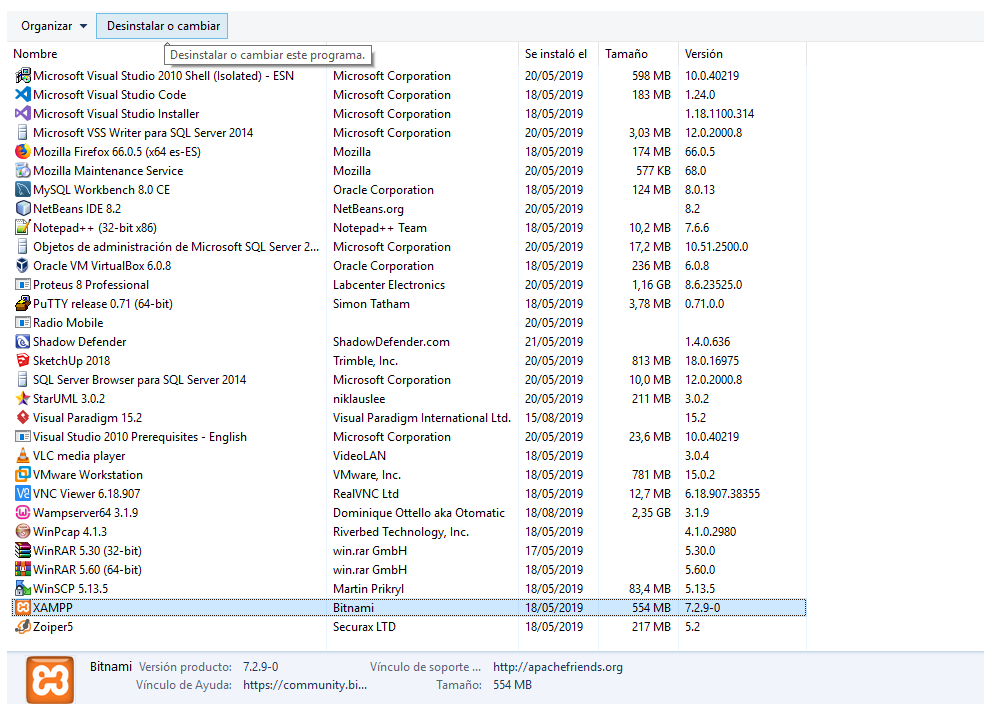 Organizar Desinstalar o cambiar
Nombre Se instaló el Tamaño Versión
Desinstalar o cambiar este programa.
Microsoft Visual Studio 2010 Shell (Isolated) - ESN Microsoft Corporation 20/05/2019 598 MB 10.0.40219
Microsoft Visual Studio Code Microsoft Corporation 18/05/2019 183 MB 1.24.0
Microsoft Visual Studio Installer Microsoft Corporation 18/05/2019 1.18.1100.314
Microsoft VSS Writer para SQL Server 2014 Microsoft Corporation 20/05/2019 3,03 MB 12.0.2000.8
Mozilla Firefox 66.0.5 (x64 es-ES) Mozilla 18/05/2019 174 MB 66.0.5
Mozilla Maintenance Service Mozilla 20/05/2019 577 KB 68.0
MySQL Workbench 8.0 CE Oracle Corporation 18/05/2019 124 MB 8.0.13
NetBeans IDE 8.2 NetBeans.org 20/05/2019 8.2
Notepad++ (32-bit x86) Notepad++ Team 18/05/2019 10,2 MB 7.6.6
Objetos de administración de Microsoft SQL Server 2... Microsoft Corporation 20/05/2019 17,2 MB 10.51.2500.0
Oracle VM VirtualBox 6.0.8 Oracle Corporation 18/05/2019 236 MB 6.0.8
Proteus 8 Professional Labcenter Electronics 20/05/2019 1,16 GB 8.6.23525.0
PuTTY release 0.71 (64-bit) Simon Tatham 18/05/2019 3,78 MB 0.71.0.0
Radio Mobile 20/05/2019
Shadow Defender ShadowDefender.com 21/05/2019 1.4.0.636
SketchUp 2018 Trimble, Inc. 20/05/2019 813 MB 18.0.16975
SQL Server Browser para SQL Server 2014 Microsoft Corporation 20/05/2019 10,0 MB 12.0.2000.8
StarUML 3.0.2 niklauslee 20/05/2019 211 MB 3.0.2
Visual Paradigm 15.2 Visual Paradigm International Ltd. 15/08/2019 15.2
Visual Studio 2010 Prerequisites - English Microsoft Corporation 20/05/2019 23,6 MB 10.0.40219
VLC media player VideoLAN 18/05/2019 3.0.4
VMware Workstation VMware, Inc. 18/05/2019 781 MB 15.0.2
VNC Viewer 6.18.907 RealVNC Ltd 18/05/2019 12,7 MB 6.18.907.38355
Wampserver64 3.1.9 Dominique Ottello aka Otomatic 18/08/2019 2,35 GB 3.1.9
WinPcap 4.1.3 Riverbed Technology, Inc. 18/05/2019 4.1.0.2980
WinRAR 5.30 (32-bit) win.rar GmbH 17/05/2019 5.30.0
WinRAR 5.60 (64-bit) win.rar GmbH 18/05/2019 5.60.0
WinSCP 5.13.5 Martin Prikryl 18/05/2019 83,4 MB 5.13.5
XAMPP Bitnami 18/05/2019 554 MB 7.2.9-0
Zoiper5 Securax LTD 18/05/2019 217 MB 5.2
Bitnami Versión producto: 7.2.9-0 Vínculo de soporte ... http://apachefriends.org
Vínculo de Ayuda: https://community.bi... Tamaño: 554 MB